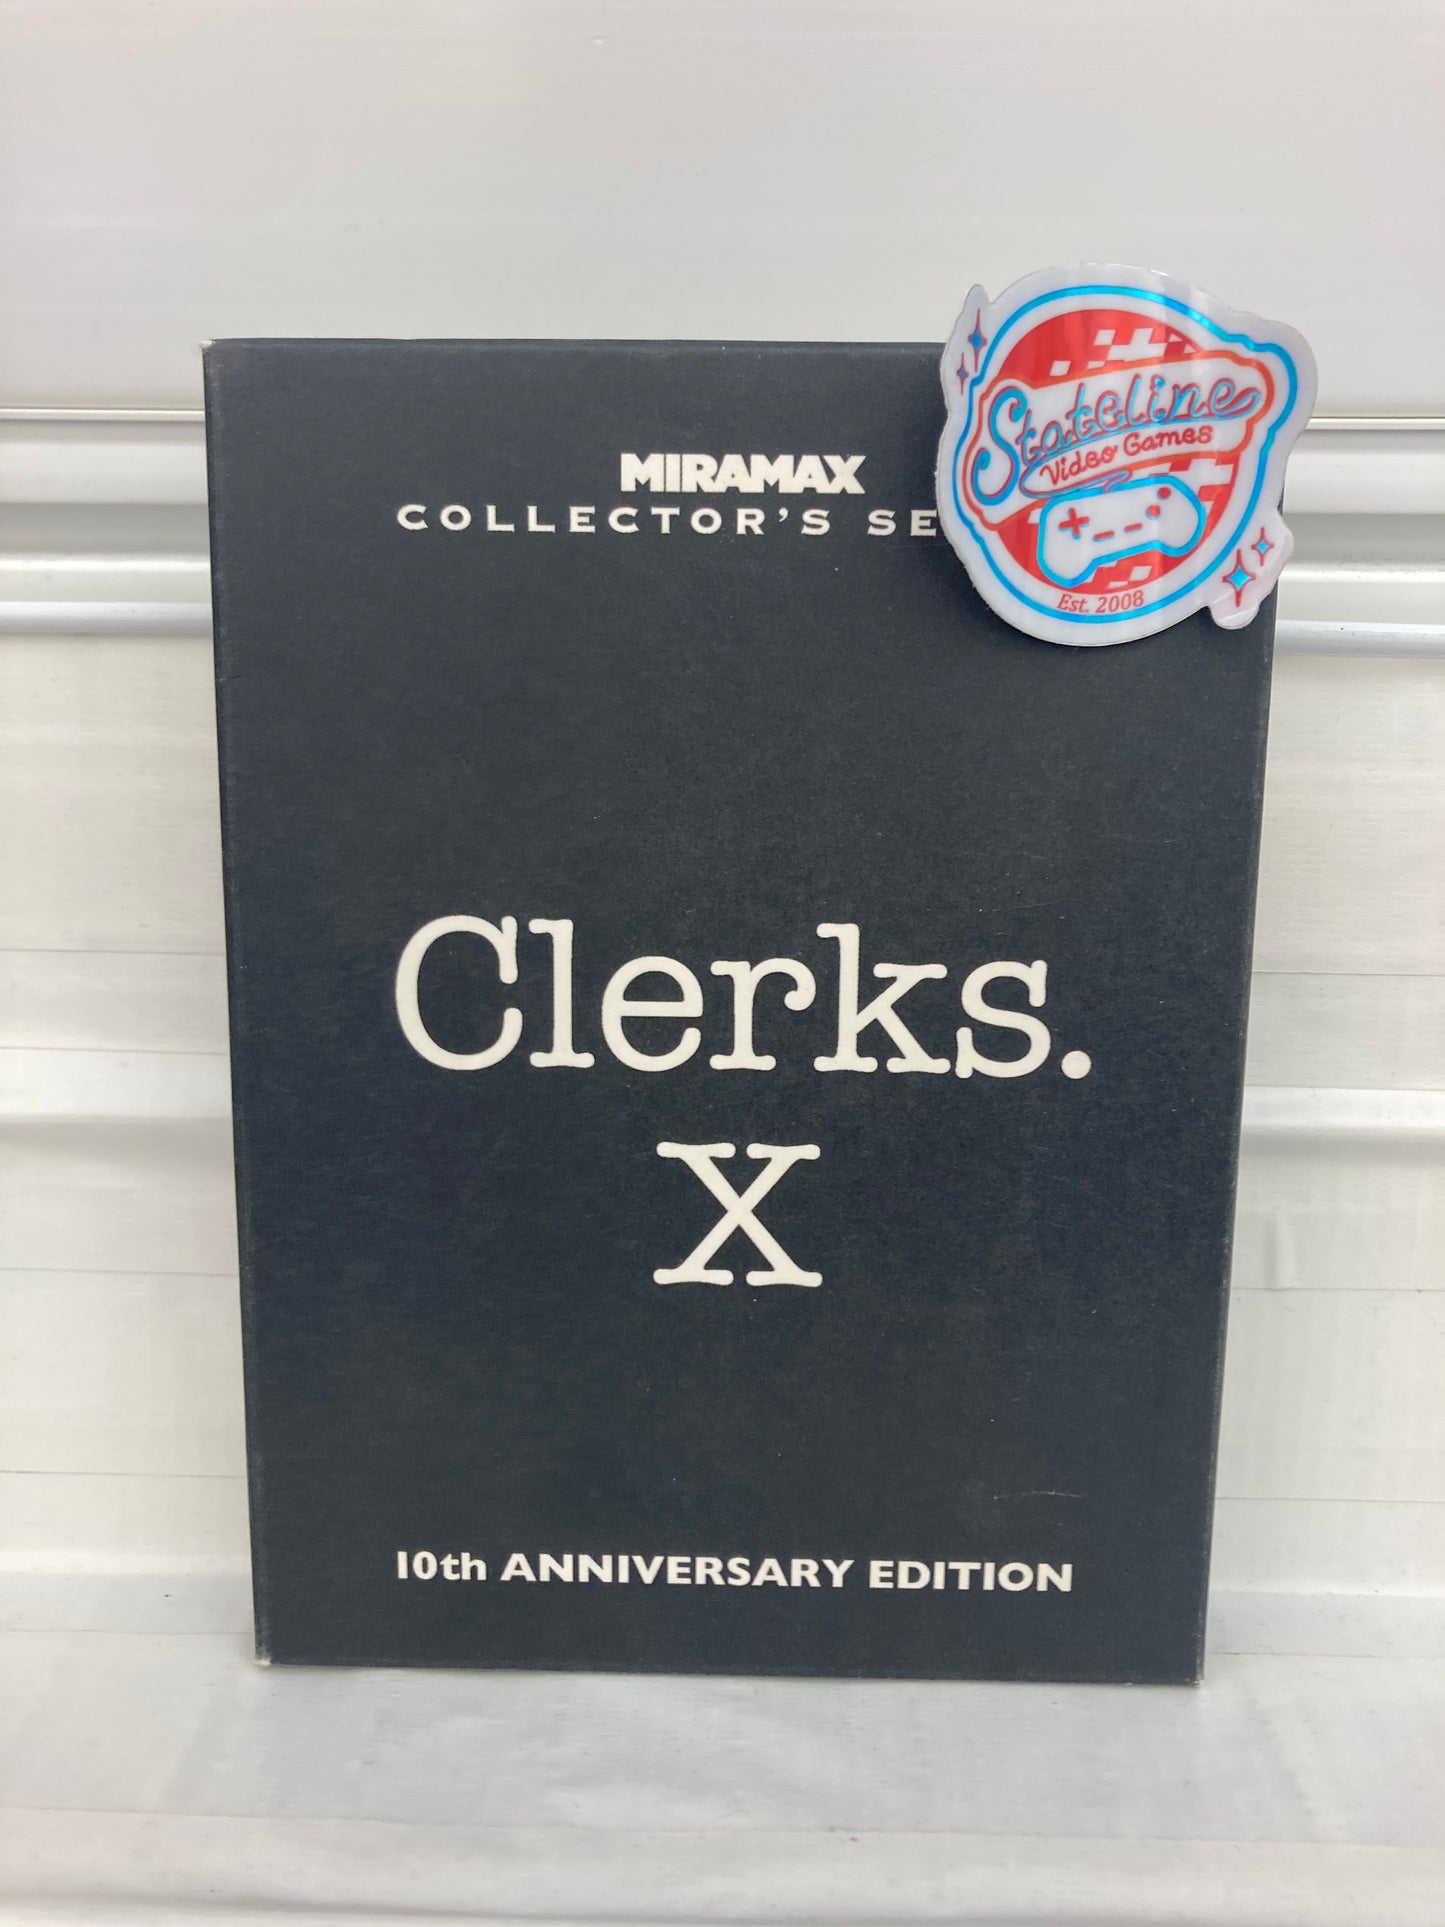 MIRAMAX
COLLECTOR'S SE
Stateline
Video Games
Est. 2008
Clerks.
X
10th ANNIVERSARY EDITION